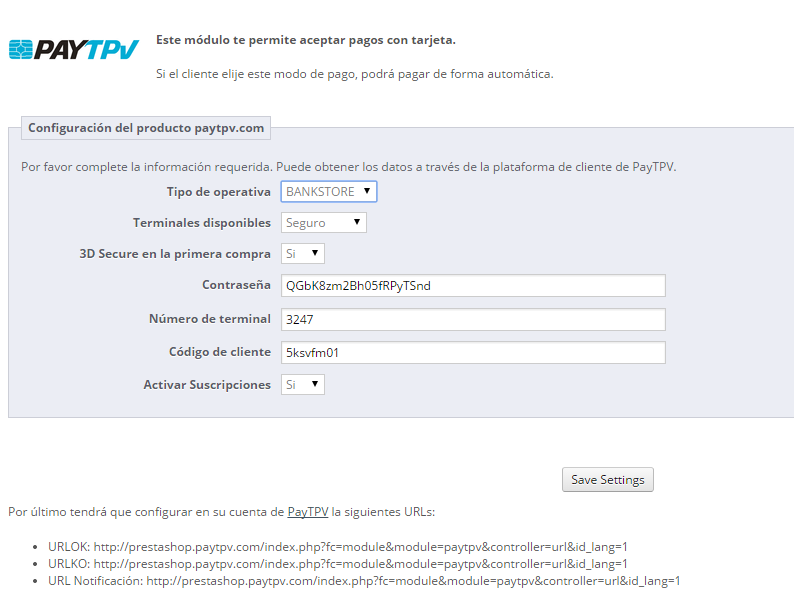 PAYTPV
Este módulo te permite aceptar pagos con tarjeta.
Si el cliente elije este modo de pago, podrá pagar de forma automática.
Configuración del producto paytpv.com
Por favor complete la información requerida. Puede obtener los datos a través de la plataforma de cliente de PayTPV.
Tipo de operativa BANKSTORE
Terminales disponibles Seguro
3D Secure en la primera compra Si
Contraseña QGbK8zm2Bh05fRPyTSnd
Número de terminal 3247
Código de cliente 5ksvfm01
Activar Suscripciones Si
Save Settings
Por último tendrá que configurar en su cuenta de PayTPV la siguientes URLs:
• URLOK: http://prestashop.paytpv.com/index.php?fc=module&module=paytpv&controller=url&id_lang=1
• URLKO: http://prestashop.paytpv.com/index.php?fc=module&module=paytpv&controller=url&id_lang=1
• URL Notificación: http://prestashop.paytpv.com/index.php?fc=module&module=paytpv&controller=url&id_lang=1